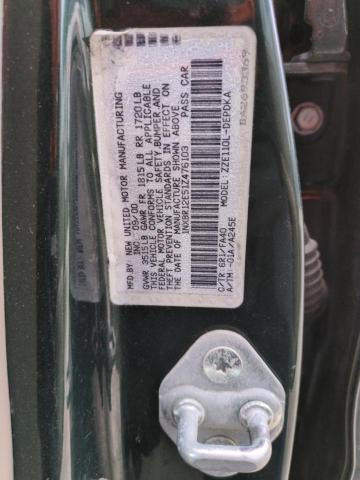 MFD.BY: NEW UNITED MOTOR MANUFACTURING
INC. 09/00
GVWR 3515LB GAWR FR 1815LB RR 1720LB
THIS VEHICLE CONFORMS TO ALL APPLICABLE
FEDERAL MOTOR VEHICLE SAFETY,BUMPER,AND
THEFT PREVENTION STANDARDS IN EFFECT ON
THE DATE OF MANUFACTURE SHOWN ABOVE.
1NXBR12E51Z476103 PASS CAR
C/TR: 6R1/FA40 MODEL: ZZE110L-DEPDKA
A/TM: -01A/A245E